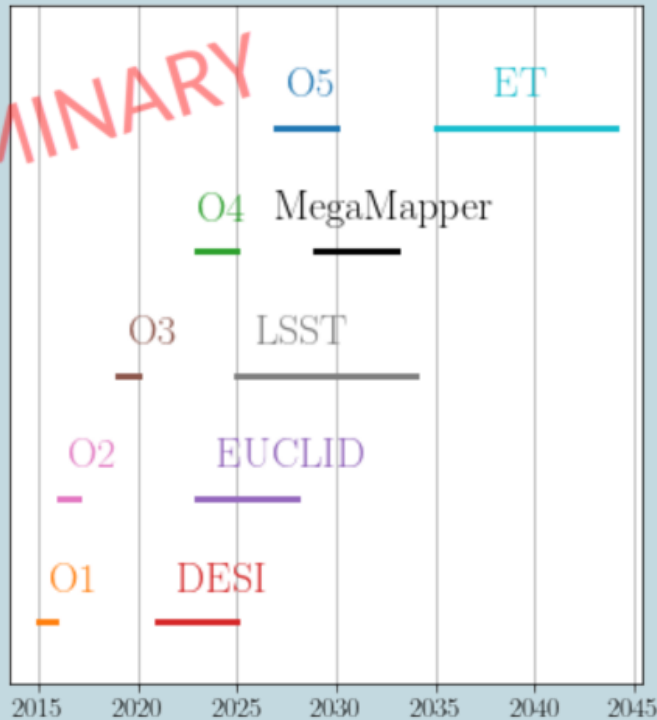 MINARY
O5 ET
O4 MegaMapper
O3 LSST
O2 EUCLID
O1 DESI
2015 2020 2025 2030 2035 2040 2045